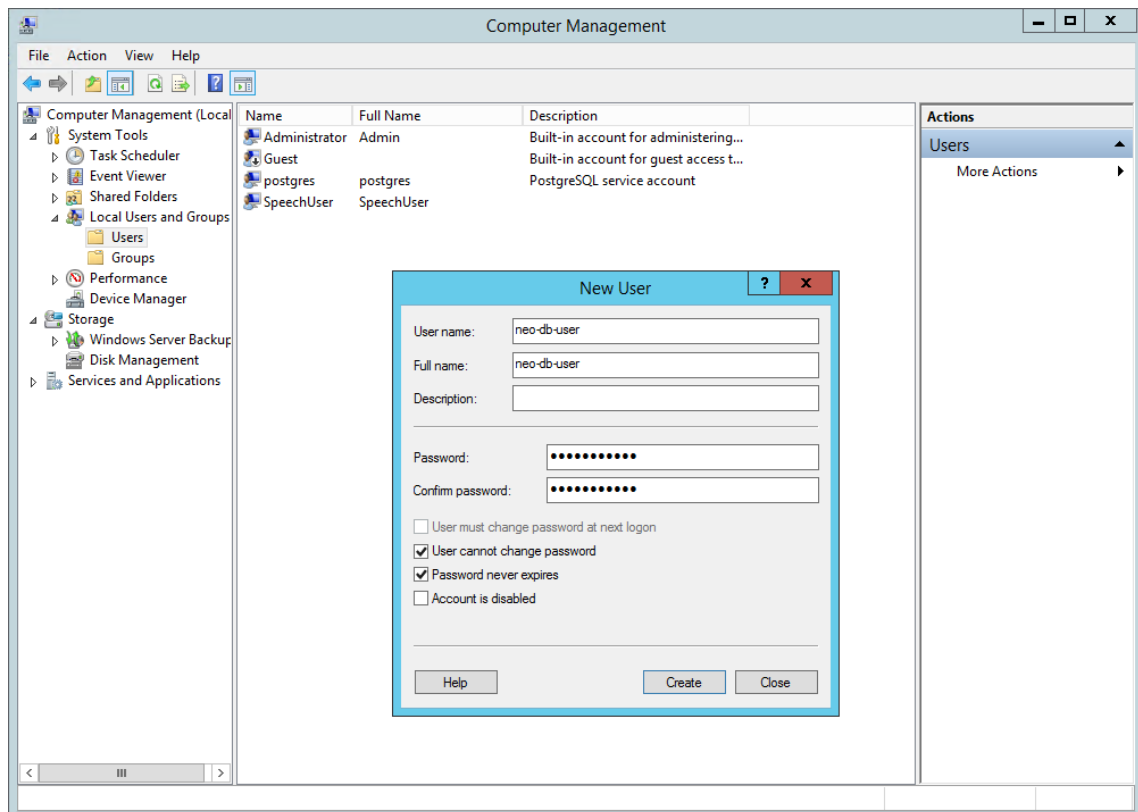 Computer Management
File Action View Help
Computer Management (Local
System Tools
Task Scheduler
Event Viewer
Shared Folders
Local Users and Groups
Users
Groups
Performance
Device Manager
Storage
Windows Server Backup
Disk Management
Services and Applications
Name Full Name Description
Administrator Admin Built-in account for administering...
Guest Built-in account for guest access t...
postgres postgres PostgreSQL service account
SpeechUser SpeechUser
Actions
Users
More Actions
New User
User name: neo-db-user
Full name: neo-db-user
Description:
Password: ●●●●●●●●●●●
Confirm password: ●●●●●●●●●●●
User must change password at next logon
User cannot change password
Password never expires
Account is disabled
Help Create Close